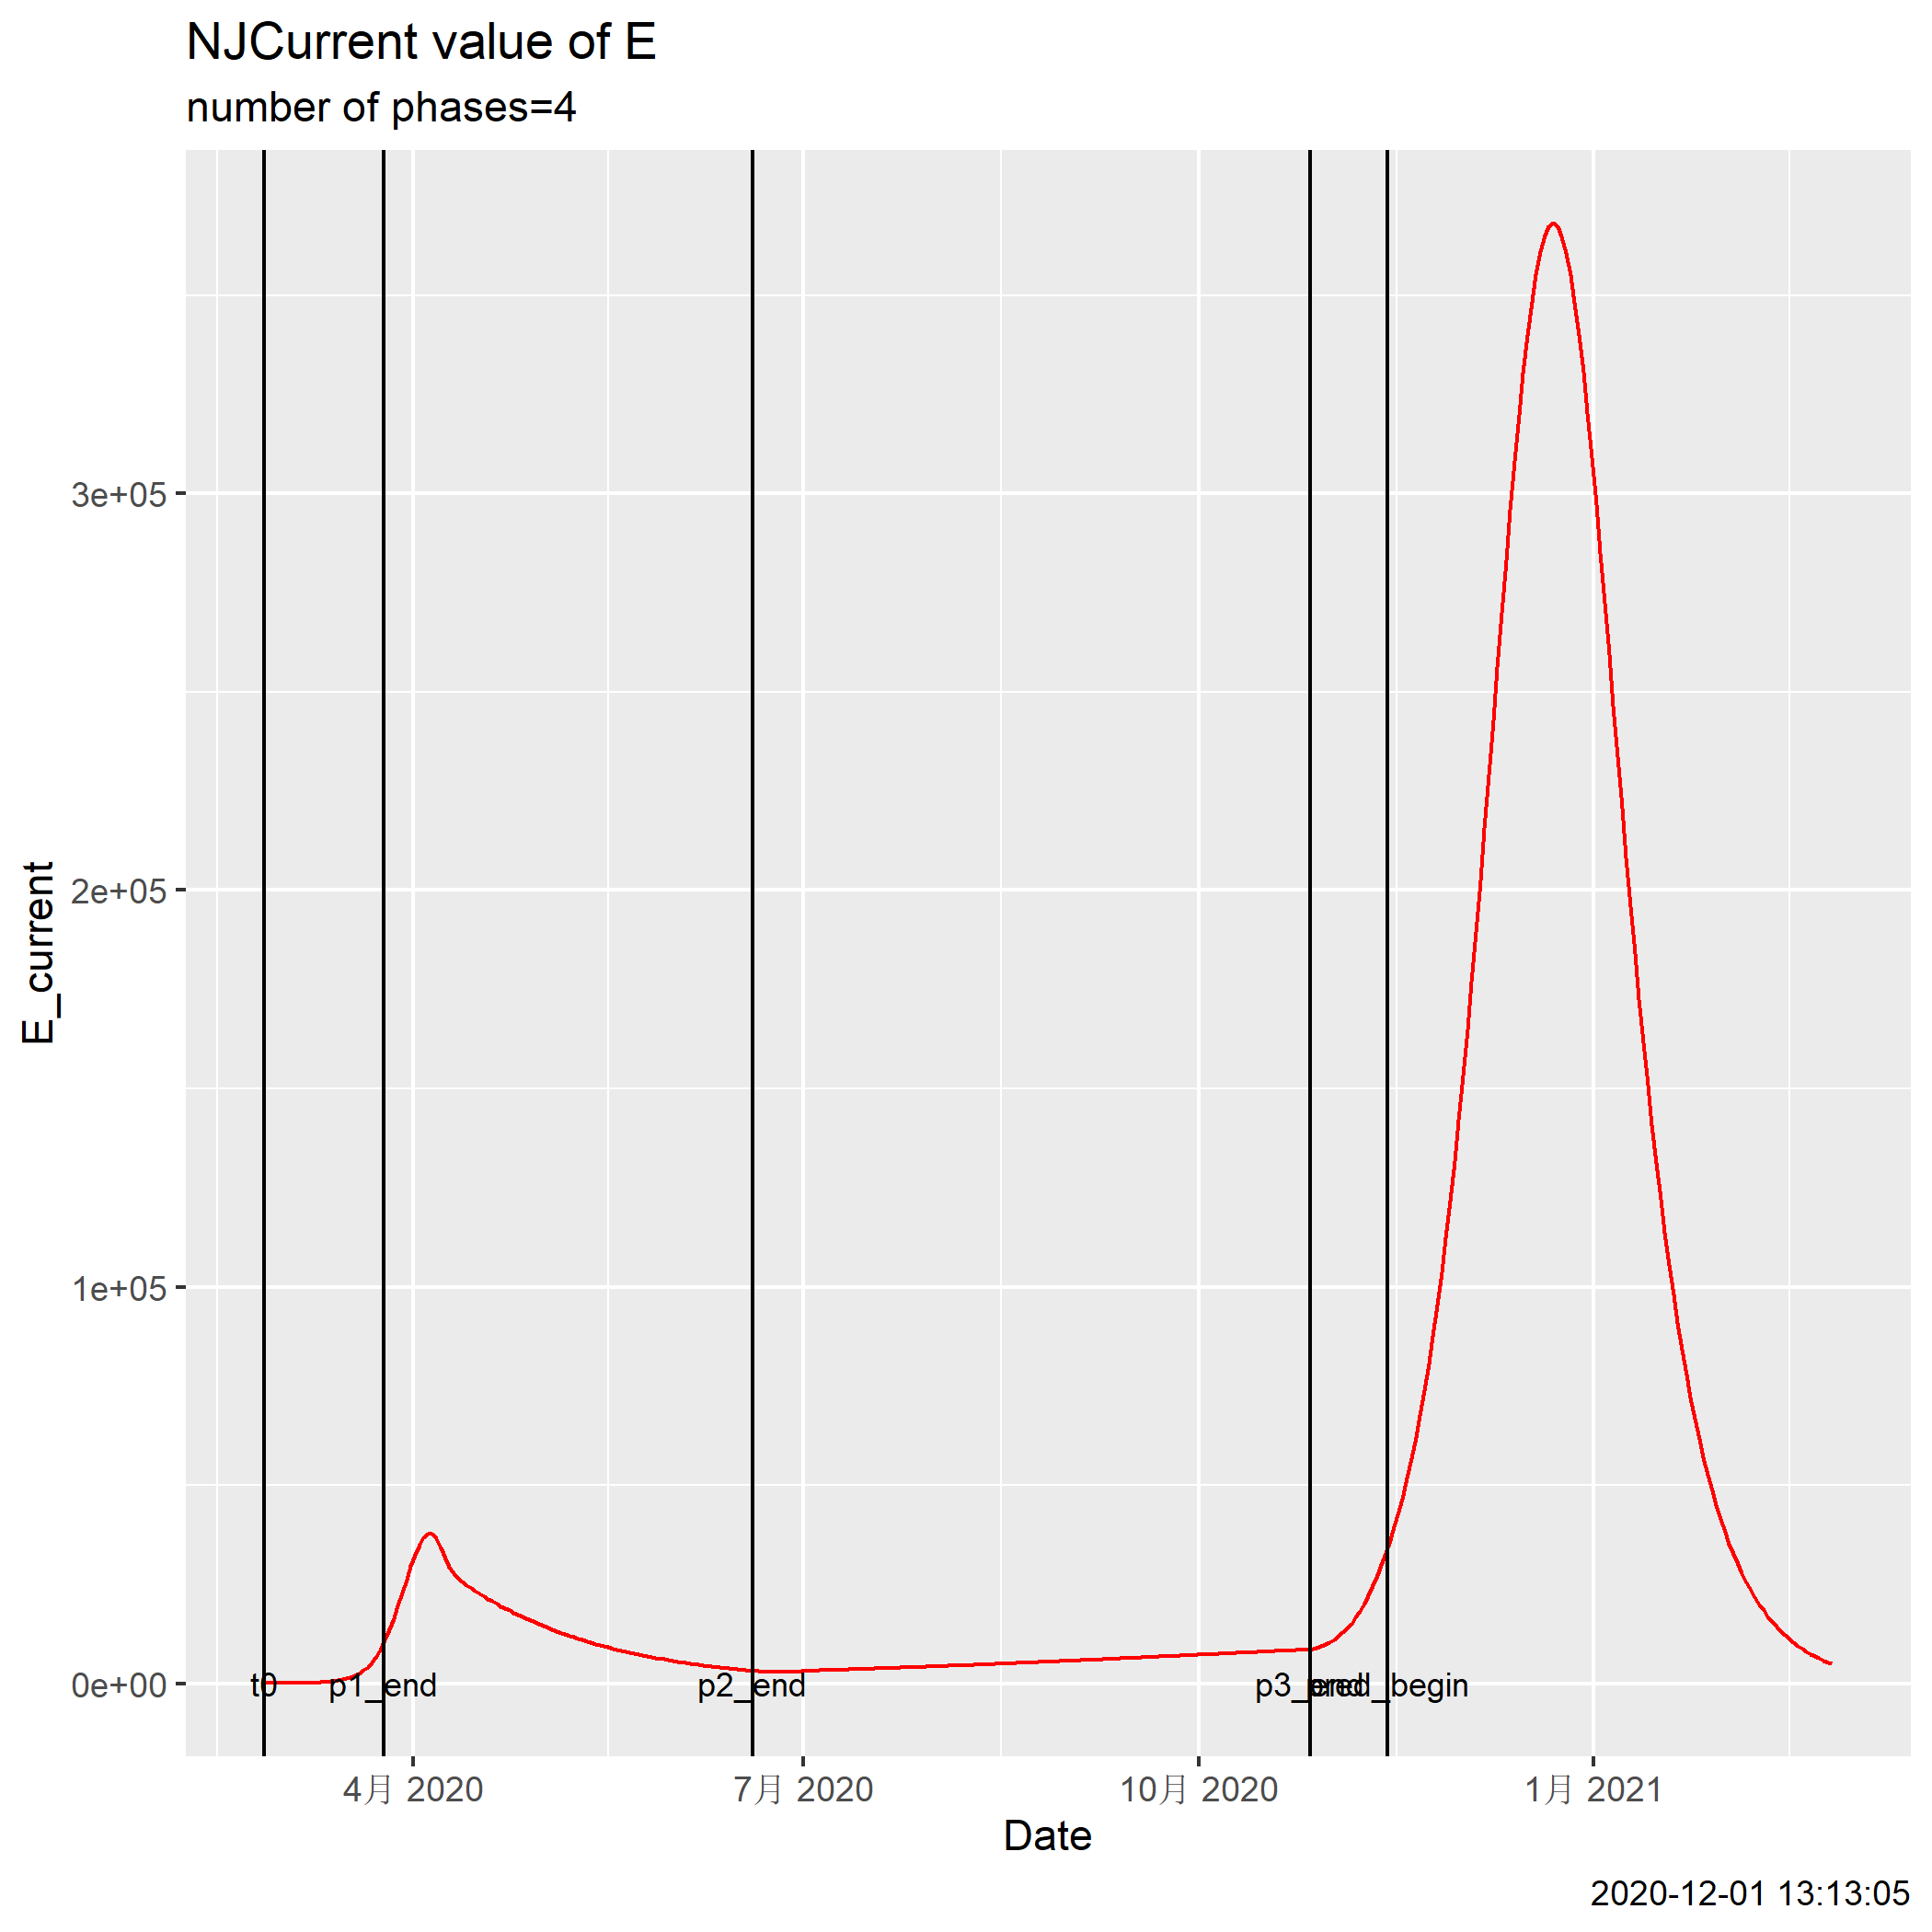 NJCurrent value of E
number of phases=4
E_current
3e+05
2e+05
1e+05
0e+00
t0
p1_end
p2_end
p3_end
pred_begin
4月 2020
7月 2020
10月 2020
1月 2021
Date
2020-12-01 13:13:05